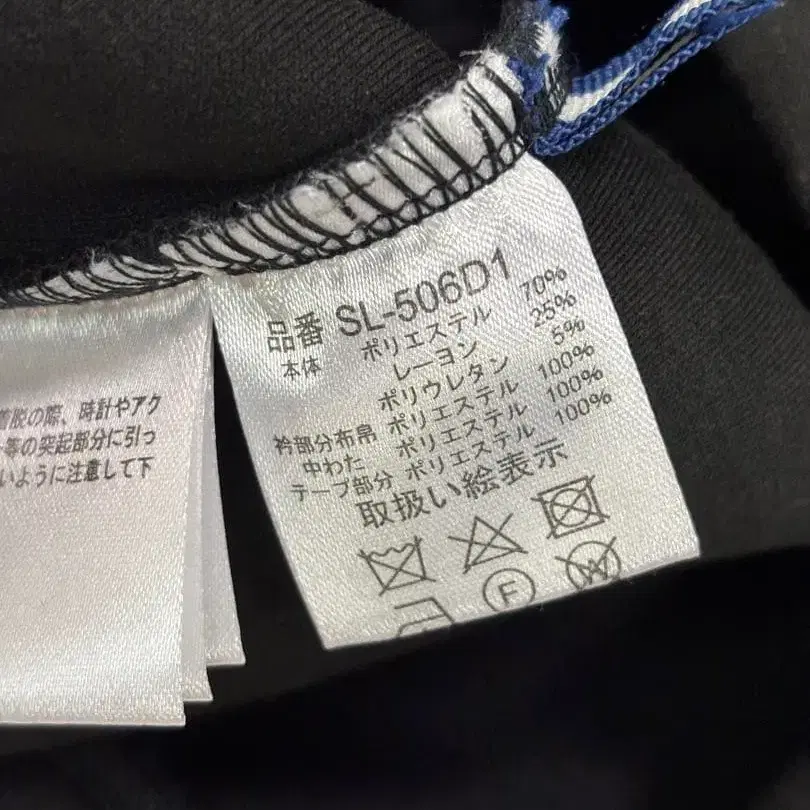 品番 SL-506D1
本体 ポリエステル 70%
レーヨン 25%
ポリウレタン 5%
衿部分布帛 ポリエステル 100%
中わた ポリエステル 100%
テープ部分 ポリエステル 100%
取扱い絵表示
F
W
着脱の際、時計やアク
ー等の突起部分に引っ
いように注意して下